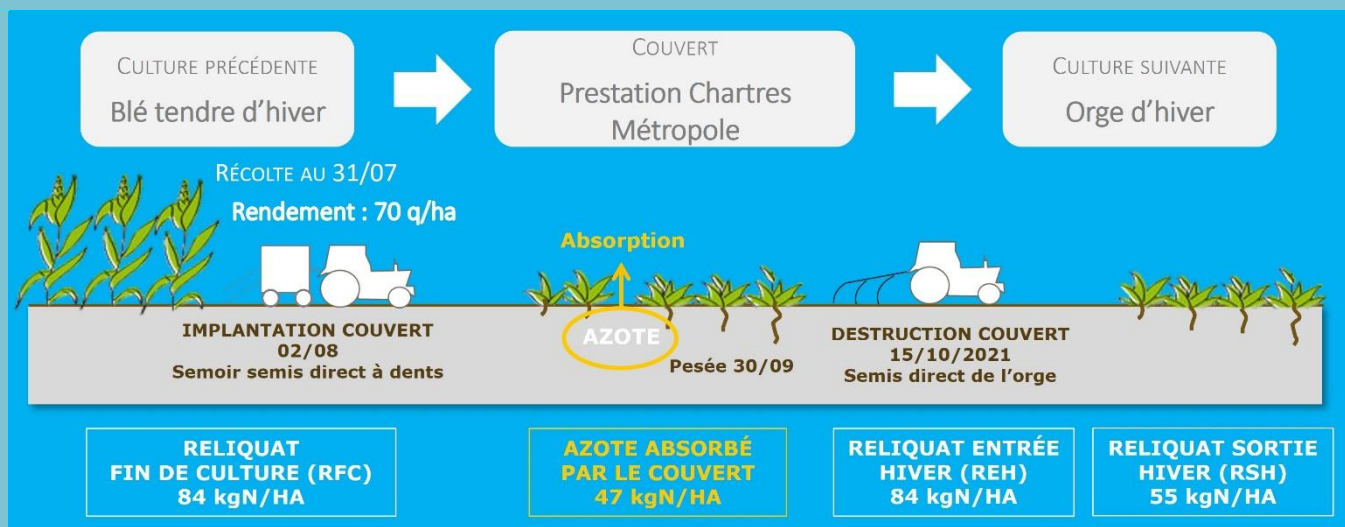 CULTURE PRÉCÉDENTE
Blé tendre d'hiver
COUVERT
Prestation Chartres
Métropole
CULTURE SUIVANTE
Orge d'hiver
RÉCOLTE AU 31/07
Rendement : 70 q/ha
Absorption
IMPLANTATION COUVERT
02/08
Semoir semis direct à dents
AZOTE
Pesée 30/09
DESTRUCTION COUVERT
15/10/2021
Semis direct de l'orge
RELIQUAT
FIN DE CULTURE (RFC)
84 kgN/HA
AZOTE ABSORBÉ
PAR LE COUVERT
47 kgN/HA
RELIQUAT ENTRÉE
HIVER (REH)
84 kgN/HA
RELIQUAT SORTIE
HIVER (RSH)
55 kgN/HA